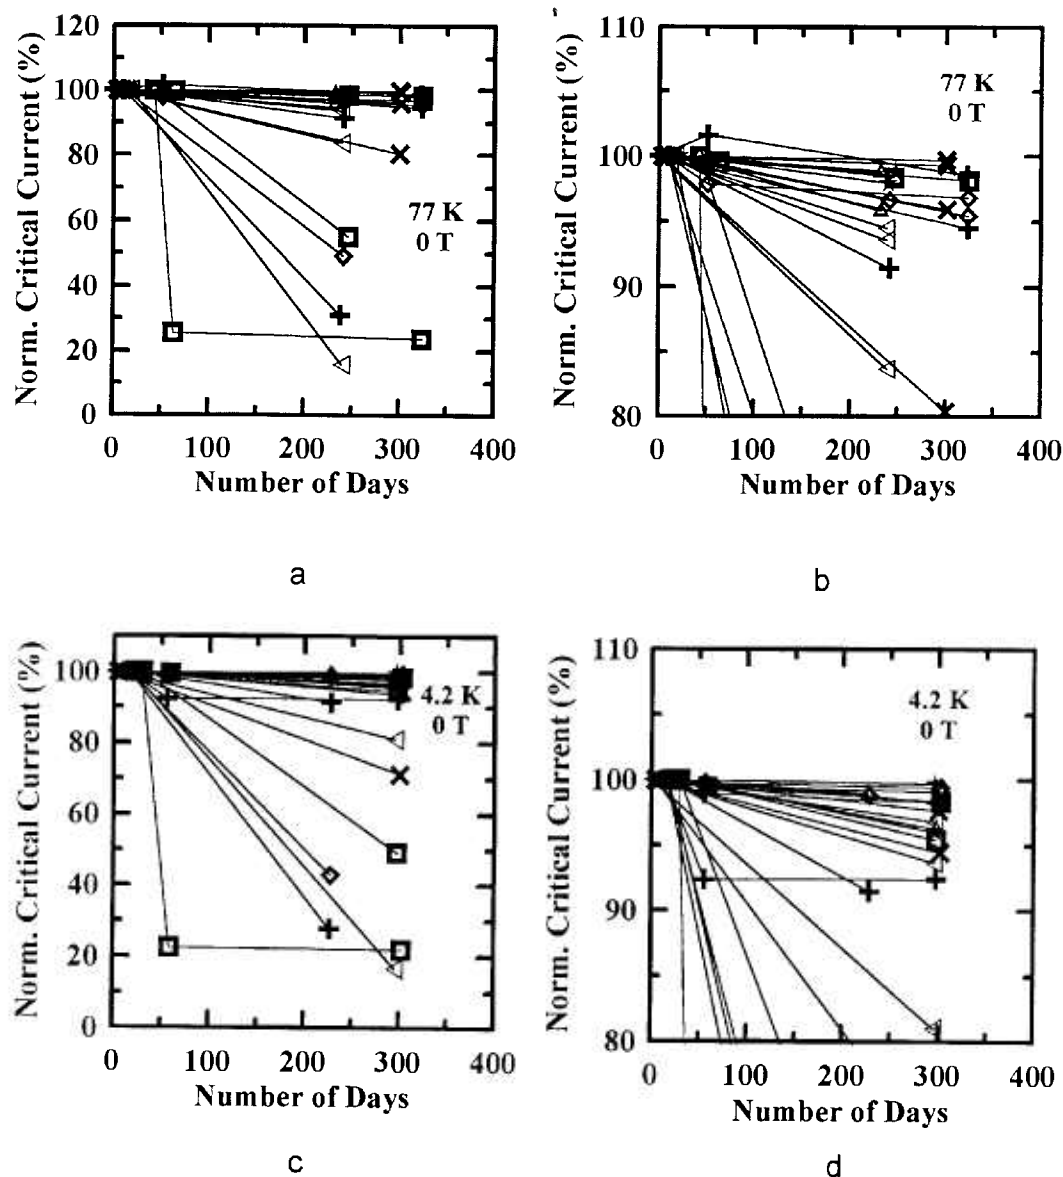 Norm. Critical Current (%)
120
100
80
60
40
20
0
77 K
0 T
0 100 200 300 400
Number of Days
a
Norm. Critical Current (%)
110
100
90
80
77 K
0 T
0 100 200 300 400
Number of Days
b
Norm. Critical Current (%)
100
80
60
40
20
0
4.2 K
0 T
0 100 200 300 400
Number of Days
c
Norm. Critical Current (%)
110
100
90
80
4.2 K
0 T
0 100 200 300 400
Number of Days
d